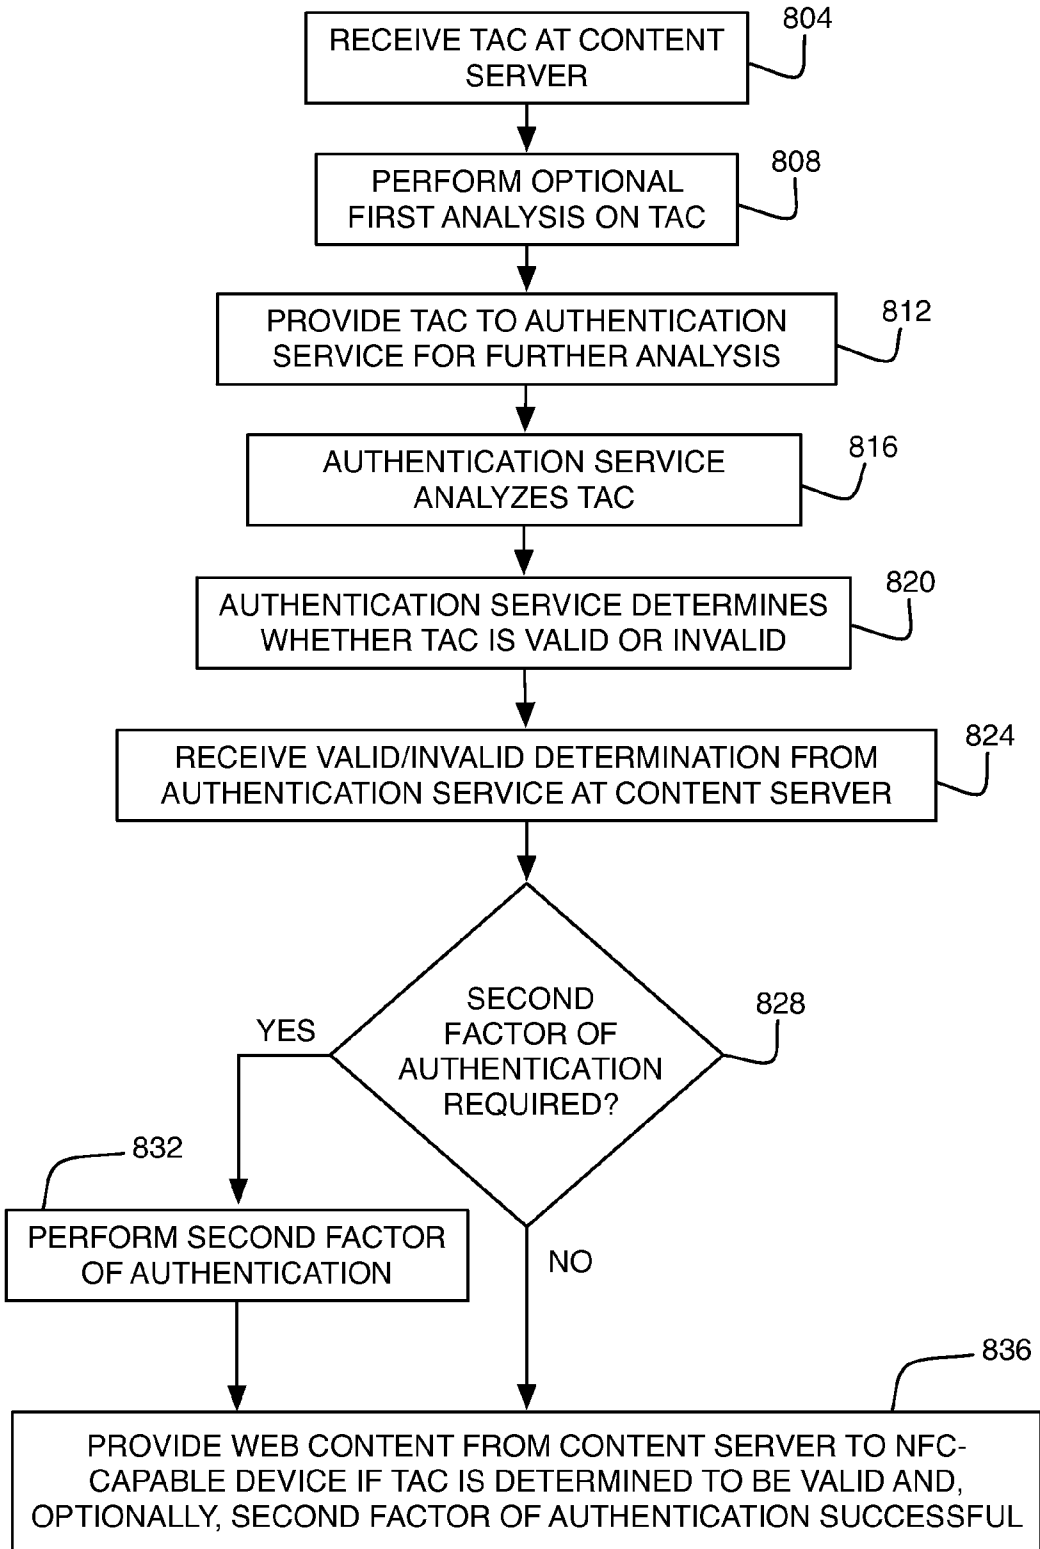 804
RECEIVE TAC AT CONTENT
SERVER
808
PERFORM OPTIONAL
FIRST ANALYSIS ON TAC
812
PROVIDE TAC TO AUTHENTICATION
SERVICE FOR FURTHER ANALYSIS
816
AUTHENTICATION SERVICE
ANALYZES TAC
820
AUTHENTICATION SERVICE DETERMINES
WHETHER TAC IS VALID OR INVALID
824
RECEIVE VALID/INVALID DETERMINATION FROM
AUTHENTICATION SERVICE AT CONTENT SERVER
828
SECOND
FACTOR OF
AUTHENTICATION
REQUIRED?
YES
832
PERFORM SECOND FACTOR
OF AUTHENTICATION
NO
836
PROVIDE WEB CONTENT FROM CONTENT SERVER TO NFC-
CAPABLE DEVICE IF TAC IS DETERMINED TO BE VALID AND,
OPTIONALLY, SECOND FACTOR OF AUTHENTICATION SUCCESSFUL